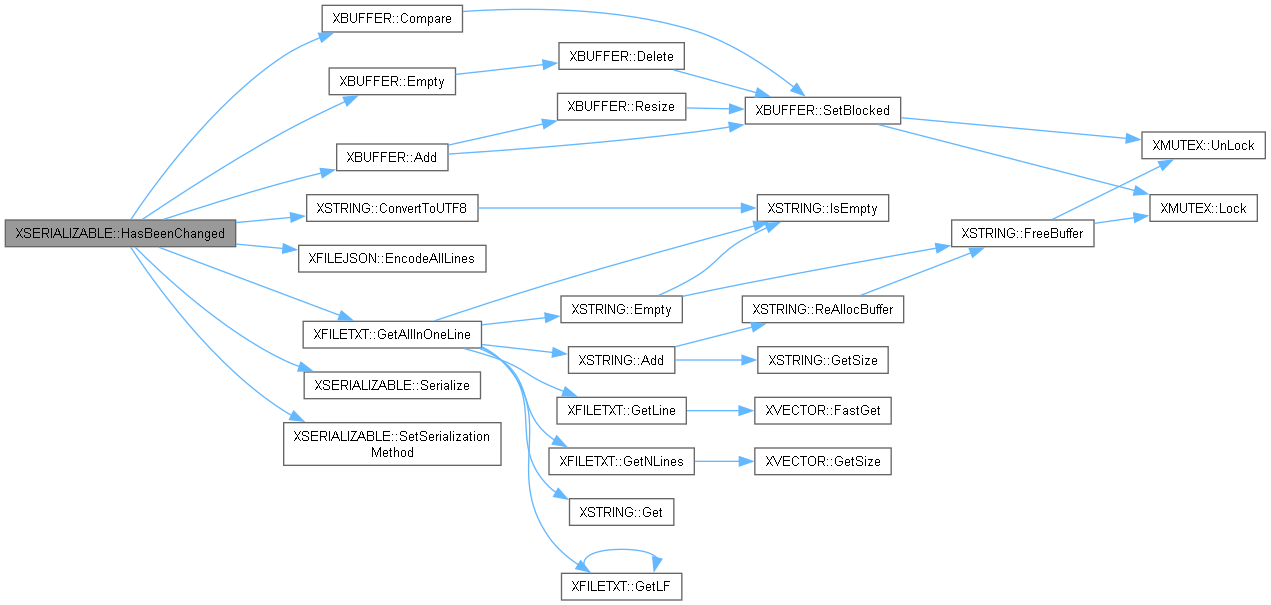 XSERIALIZABLE::HasBeenChanged
XBUFFER::Compare
XBUFFER::Empty
XBUFFER::Add
XSTRING::ConvertToUTF8
XFILEJSON::EncodeAllLines
XFILETXT::GetAllInOneLine
XSERIALIZABLE::Serialize
XSERIALIZABLE::SetSerialization
Method
XBUFFER::Delete
XBUFFER::Resize
XSTRING::Empty
XSTRING::Add
XFILETXT::GetLine
XFILETXT::GetNLines
XSTRING::Get
XFILETXT::GetLF
XBUFFER::SetBlocked
XSTRING::IsEmpty
XSTRING::ReAllocBuffer
XSTRING::GetSize
XVECTOR::FastGet
XVECTOR::GetSize
XSTRING::FreeBuffer
XMUTEX::UnLock
XMUTEX::Lock